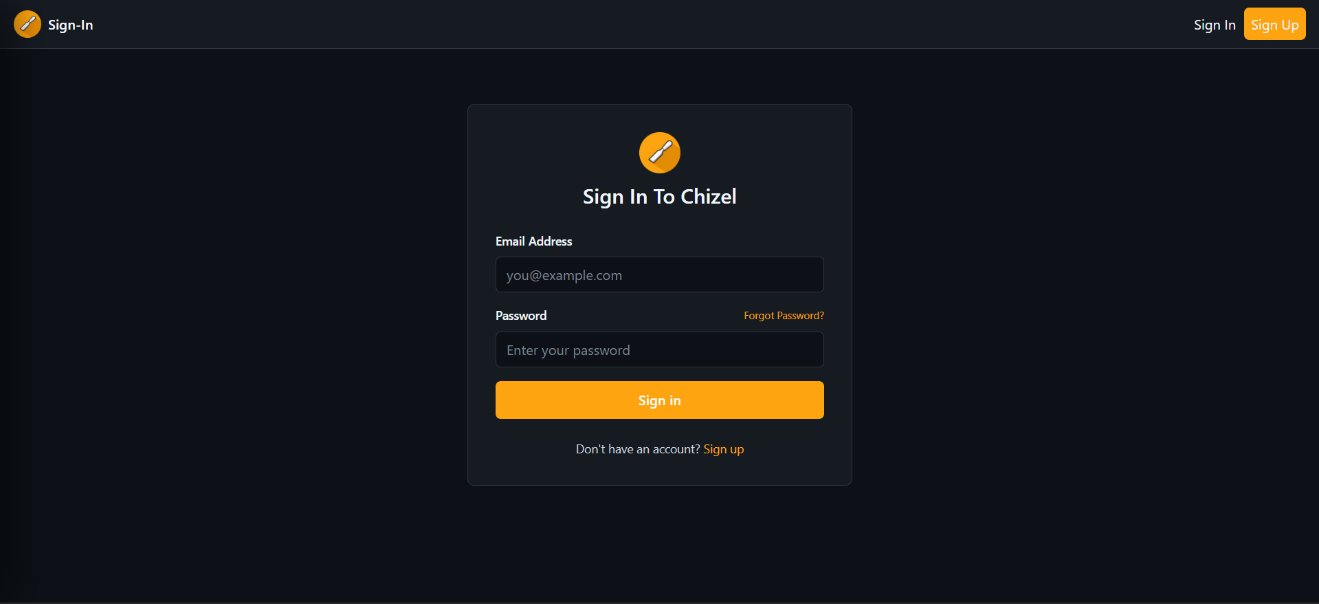 Sign-In
Sign In
Sign Up
Sign In To Chizel
Email Address
you@example.com
Password
Forgot Password?
Enter your password
Sign in
Don't have an account? Sign up